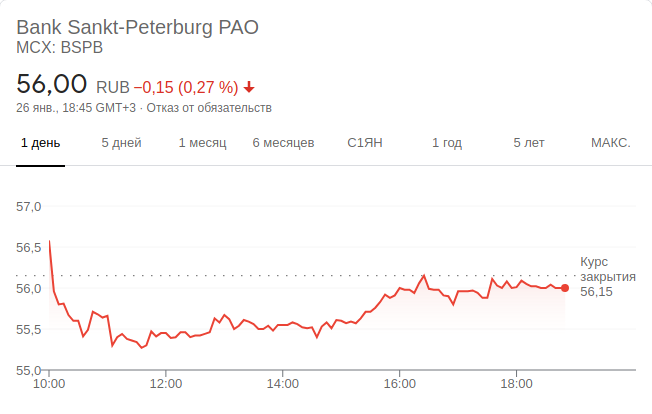 Bank Sankt-Peterburg PAO
MCX: BSPB
56,00 RUB −0,15 (0,27 %)
26 янв., 18:45 GMT+3 · Отказ от обязательств
1 день 5 дней 1 месяц 6 месяцев С1ЯН 1 год 5 лет МАКС.
57,0
56,5
56,0
55,5
55,0
Курс
закрытия
56,15
10:00 12:00 14:00 16:00 18:00